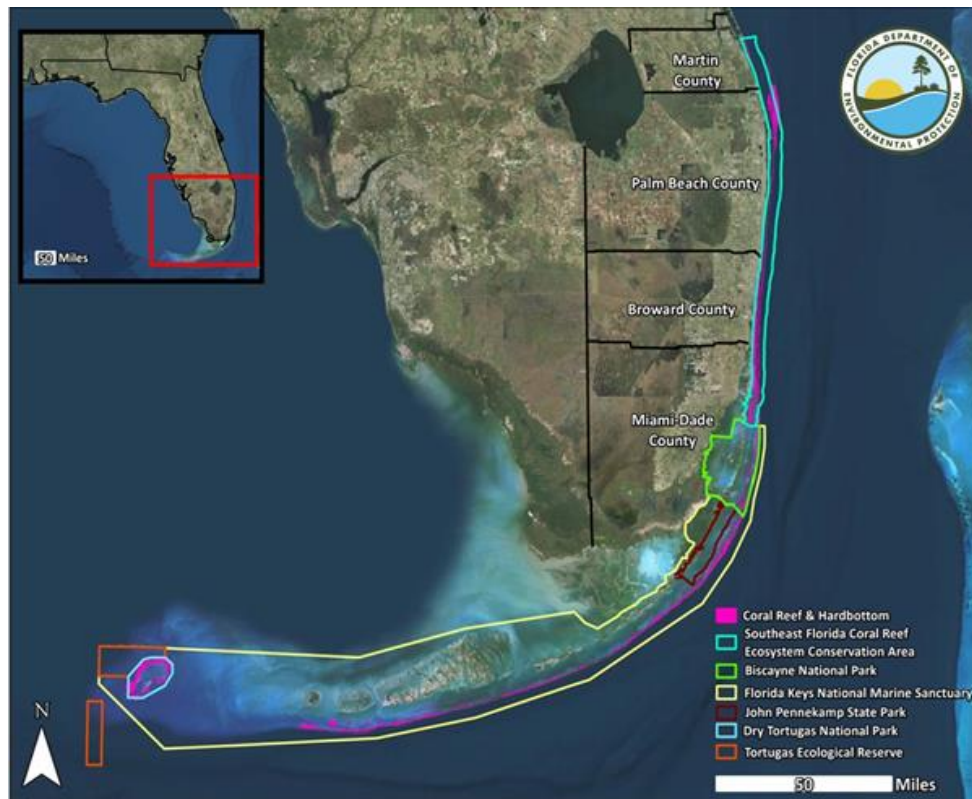 50 Miles
FLORIDA DEPARTMENT OF
ENVIRONMENTAL PROTECTION
Martin
County
Palm Beach County
Broward County
Miami-Dade
County
Coral Reef & Hardbottom
Southeast Florida Coral Reef
Ecosystem Conservation Area
Biscayne National Park
Florida Keys National Marine Sanctuary
John Pennekamp State Park
Dry Tortugas National Park
Tortugas Ecological Reserve
N
50 Miles